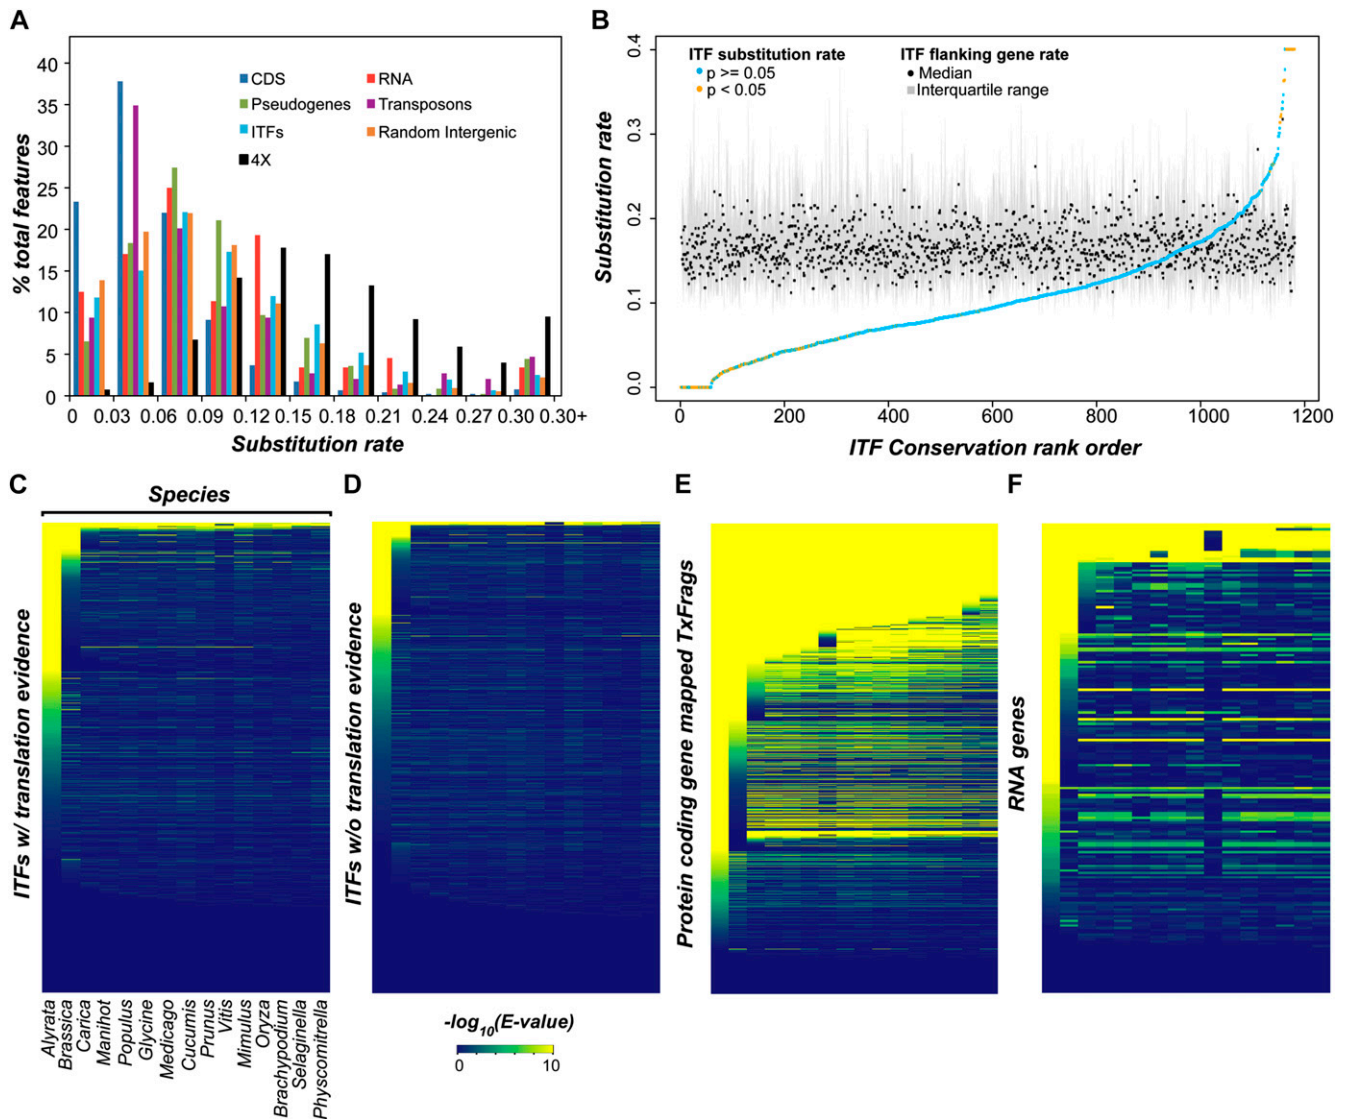 A
% total features
40
35
30
25
20
15
10
5
0
CDS
Pseudogenes
ITFs
4X
RNA
Transposons
Random Intergenic
0 0.03 0.06 0.09 0.12 0.15 0.18 0.21 0.24 0.27 0.30 0.30+
Substitution rate
B
Substitution rate
0.4
0.3
0.2
0.1
0.0
ITF substitution rate
p >= 0.05
p < 0.05
ITF flanking gene rate
Median
Interquartile range
0 200 400 600 800 1000 1200
ITF Conservation rank order
C
Species
ITFs w/ translation evidence
Alyrata
Brassica
Carica
Manihot
Populus
Glycine
Medicago
Cucumis
Prunus
Vitis
Mimulus
Oryza
Brachypodium
Selaginella
Physcomitrella
D
ITFs w/o translation evidence
-log10(E-value)
0 10
E
Protein coding gene mapped TxFrags
F
RNA genes